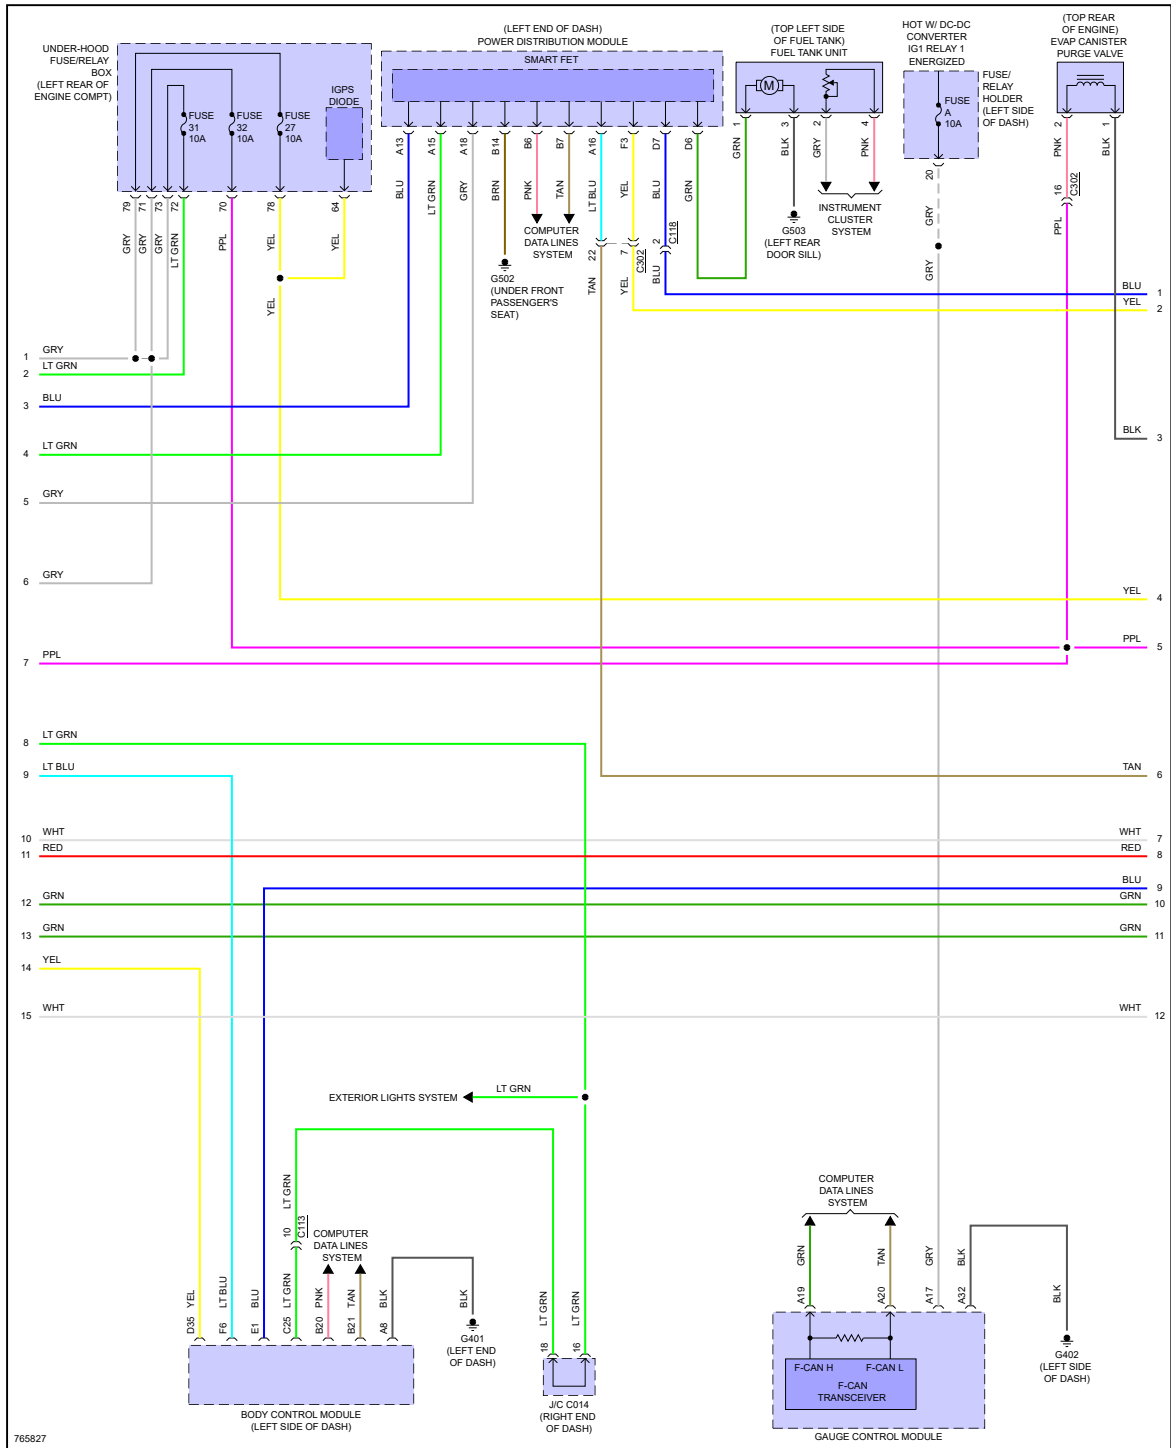 UNDER-HOOD
FUSE/RELAY
BOX
(LEFT REAR OF
ENGINE COMPT)
FUSE
31
10A
FUSE
32
10A
FUSE
27
10A
IGPS
DIODE
(LEFT END OF DASH)
POWER DISTRIBUTION MODULE
SMART FET
(TOP LEFT SIDE
OF FUEL TANK)
FUEL TANK UNIT
M
HOT W/ DC-DC
CONVERTER
IG1 RELAY 1
ENERGIZED
FUSE
A
10A
FUSE/
RELAY
HOLDER
(LEFT SIDE
OF DASH)
(TOP REAR
OF ENGINE)
EVAP CANISTER
PURGE VALVE
79
71
73
72
70
78
64
GRY
GRY
GRY
LT GRN
PPL
YEL
YEL
YEL
A13
A15
A18
B14
B6
B7
A16
F3
D7
D6
BLU
LT GRN
GRY
BRN
PNK
TAN
LT BLU
YEL
BLU
GRN
COMPUTER
DATA LINES
SYSTEM
G502
(UNDER FRONT
PASSENGER'S
SEAT)
22
7
C302
2
C118
TAN
YEL
BLU
1
3
2
4
GRN
BLK
GRY
PNK
G503
(LEFT REAR
DOOR SILL)
INSTRUMENT
CLUSTER
SYSTEM
20
GRY
GRY
2
1
PNK
BLK
16
C302
PPL
1 GRY
2 LT GRN
3 BLU
4 LT GRN
5 GRY
6 GRY
7 PPL
8 LT GRN
9 LT BLU
10 WHT
11 RED
12 GRN
13 GRN
14 YEL
15 WHT
BLU 1
YEL 2
BLK 3
YEL 4
PPL 5
TAN 6
WHT 7
RED 8
BLU 9
GRN 10
GRN 11
WHT 12
EXTERIOR LIGHTS SYSTEM
LT GRN
LT GRN
10
C113
COMPUTER
DATA LINES
SYSTEM
YEL
LT BLU
BLU
LT GRN
PNK
TAN
BLK
BLK
D35
F6
E1
C25
B20
B21
A8
G401
(LEFT END
OF DASH)
BODY CONTROL MODULE
(LEFT SIDE OF DASH)
LT GRN
LT GRN
18
16
J/C C014
(RIGHT END
OF DASH)
COMPUTER
DATA LINES
SYSTEM
GRN
TAN
GRY
BLK
BLK
A19
A20
A17
A32
G402
(LEFT SIDE
OF DASH)
F-CAN H
F-CAN L
F-CAN
TRANSCEIVER
GAUGE CONTROL MODULE
765827